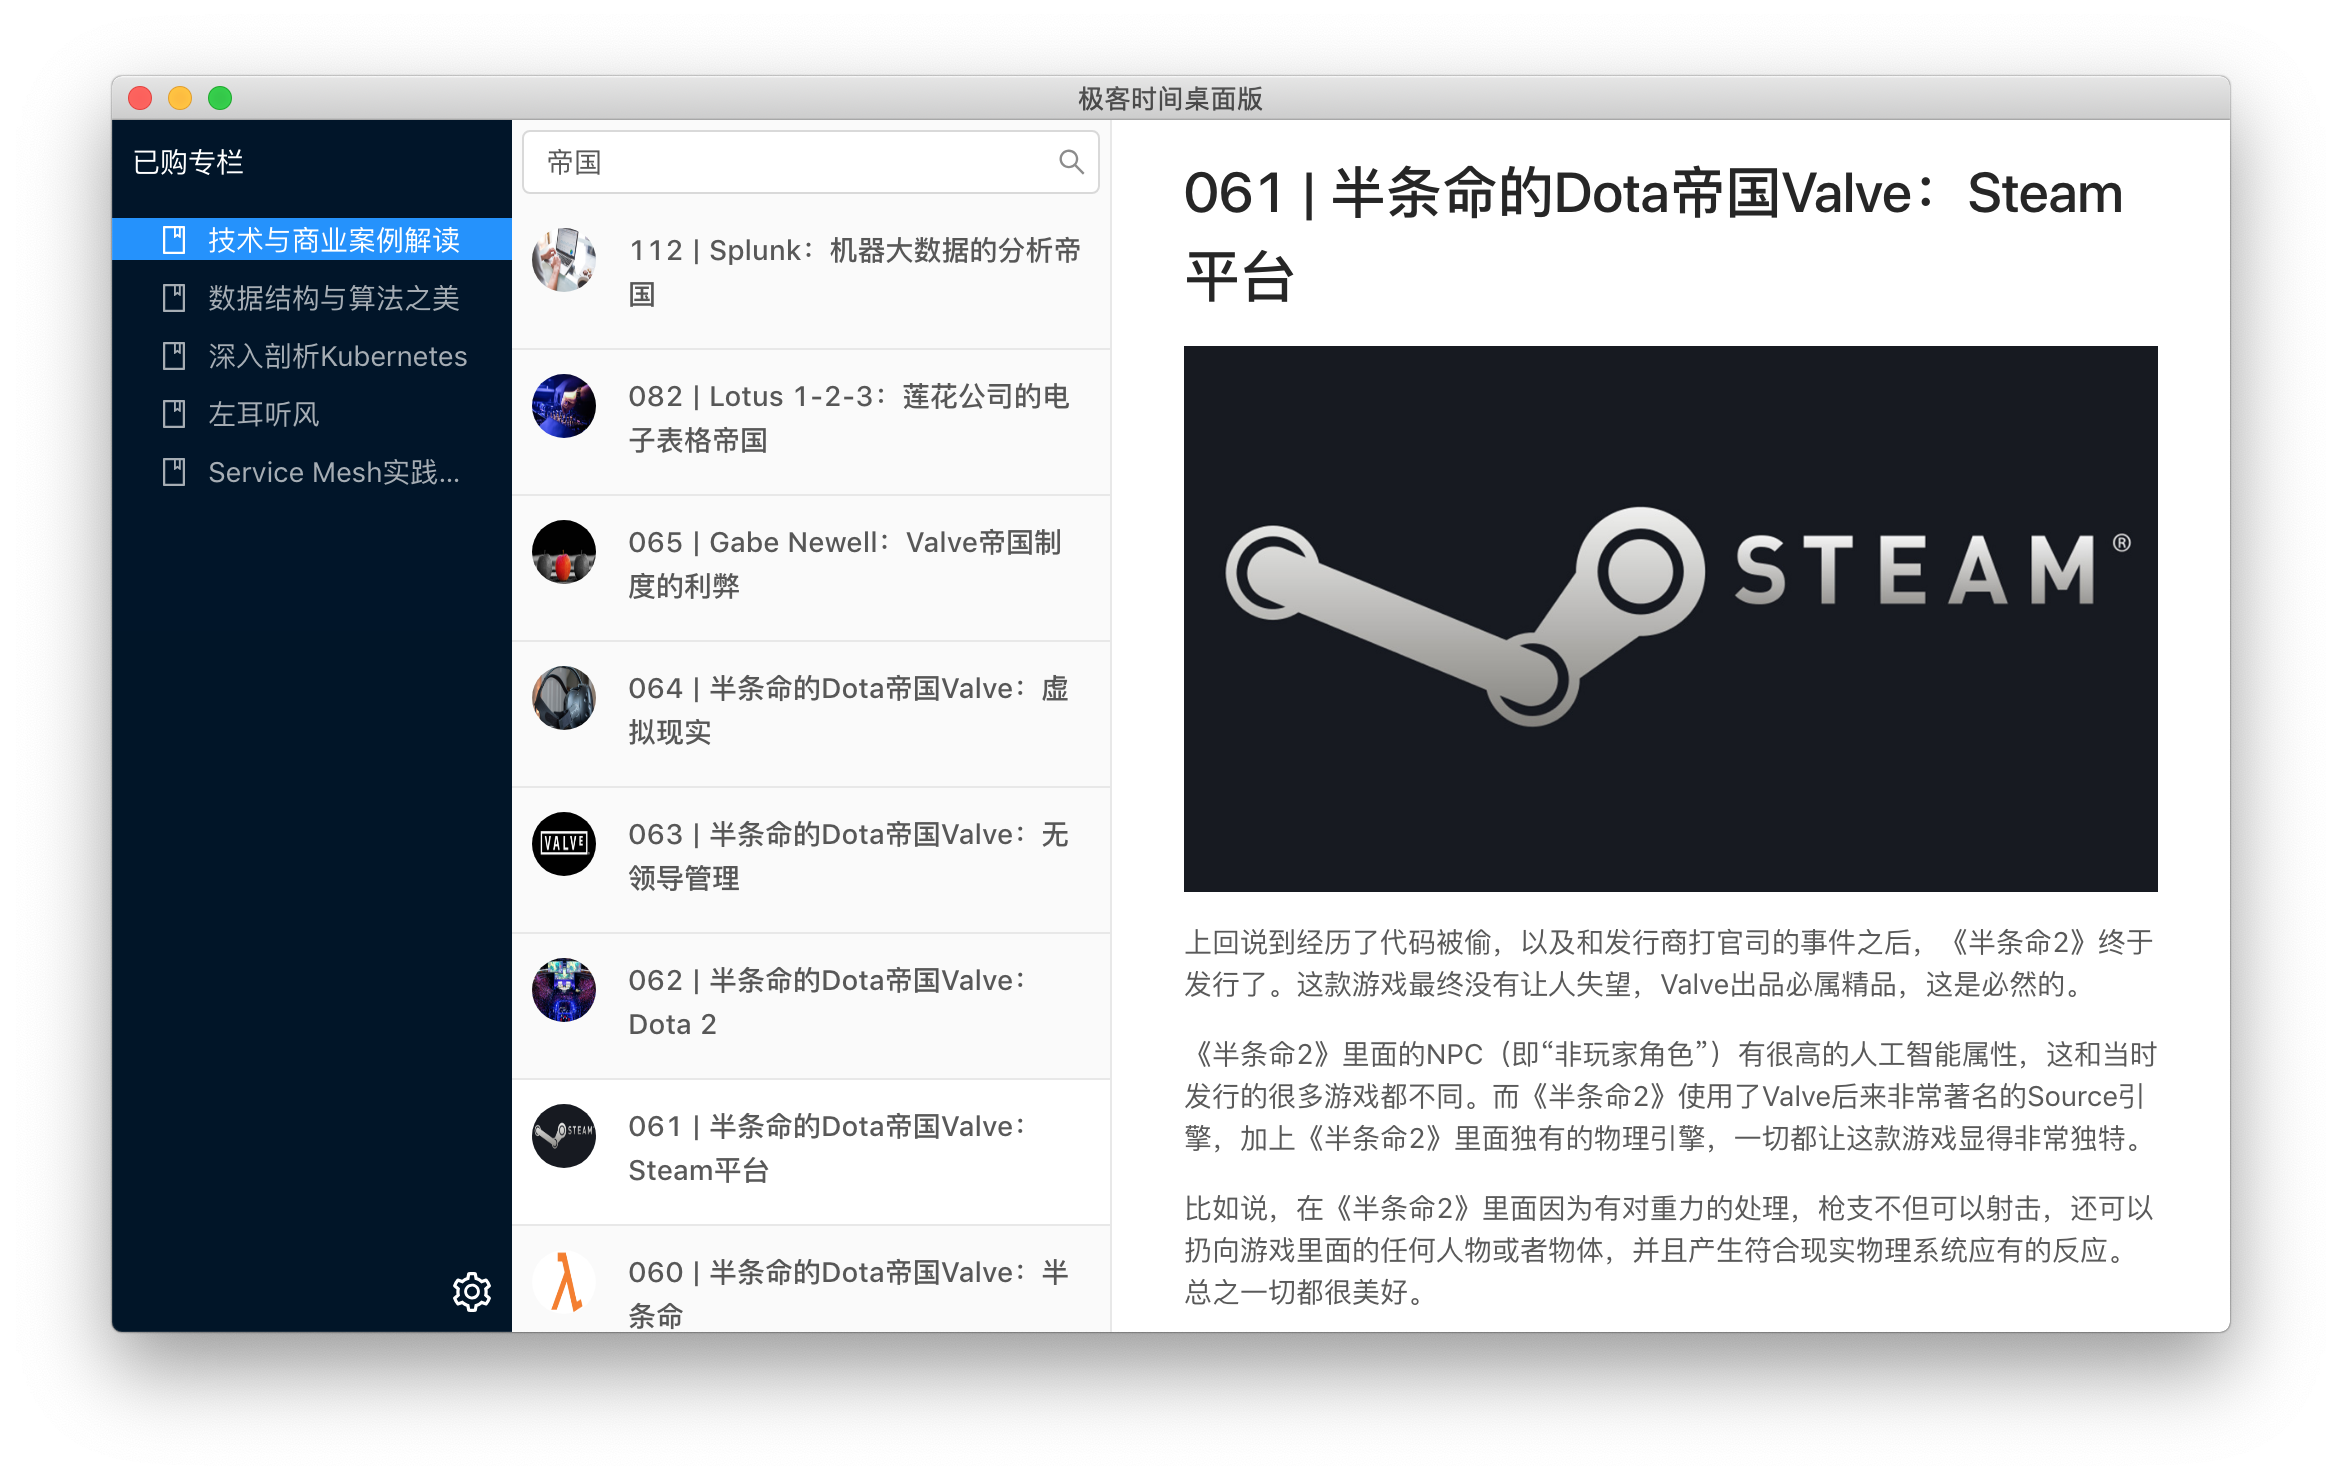 极客时间桌面版
已购专栏
技术与商业案例解读
数据结构与算法之美
深入剖析Kubernetes
左耳听风
Service Mesh实践...
帝国
112 | Splunk：机器大数据的分析帝
国
082 | Lotus 1-2-3：莲花公司的电
子表格帝国
065 | Gabe Newell：Valve帝国制
度的利弊
064 | 半条命的Dota帝国Valve：虚
拟现实
VALVE
063 | 半条命的Dota帝国Valve：无
领导管理
062 | 半条命的Dota帝国Valve：
Dota 2
STEAM
061 | 半条命的Dota帝国Valve：
Steam平台
λ
060 | 半条命的Dota帝国Valve：半
条命
061 | 半条命的Dota帝国Valve：Steam
平台
STEAM®
上回说到经历了代码被偷，以及和发行商打官司的事件之后，《半条命2》终于
发行了。这款游戏最终没有让人失望，Valve出品必属精品，这是必然的。
《半条命2》里面的NPC（即“非玩家角色”）有很高的人工智能属性，这和当时
发行的很多游戏都不同。而《半条命2》使用了Valve后来非常著名的Source引
擎，加上《半条命2》里面独有的物理引擎，一切都让这款游戏显得非常独特。
比如说，在《半条命2》里面因为有对重力的处理，枪支不但可以射击，还可以
扔向游戏里面的任何人物或者物体，并且产生符合现实物理系统应有的反应。
总之一切都很美好。